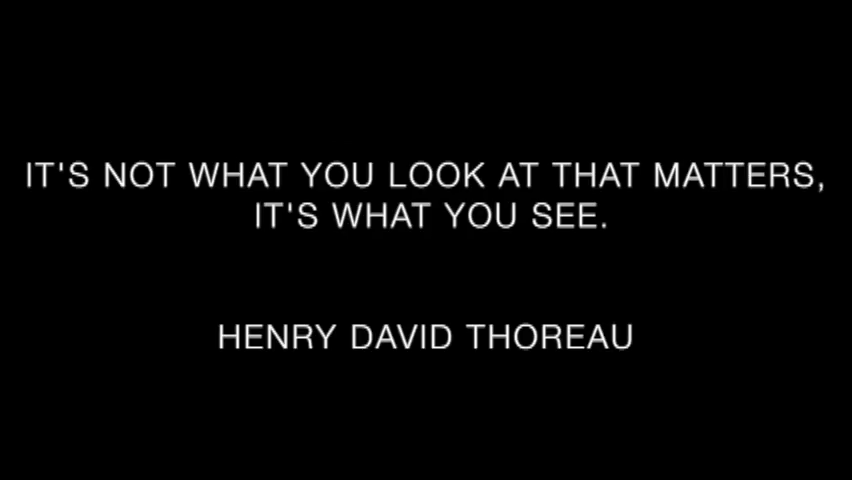 IT'S NOT WHAT YOU LOOK AT THAT MATTERS,
IT'S WHAT YOU SEE.
HENRY DAVID THOREAU